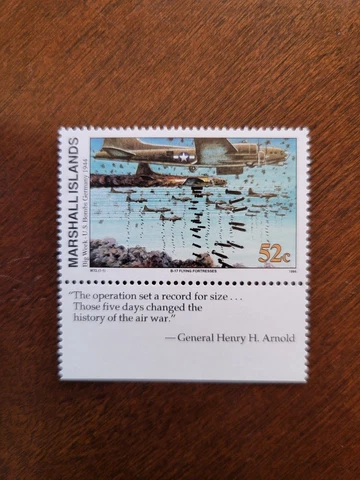 MARSHALL ISLANDS
Big Week · U.S. Bombs Germany 1944
52c
B-17 FLYING FORTRESSES
"The operation set a record for size . . .
Those five days changed the
history of the air war."
—General Henry H. Arnold